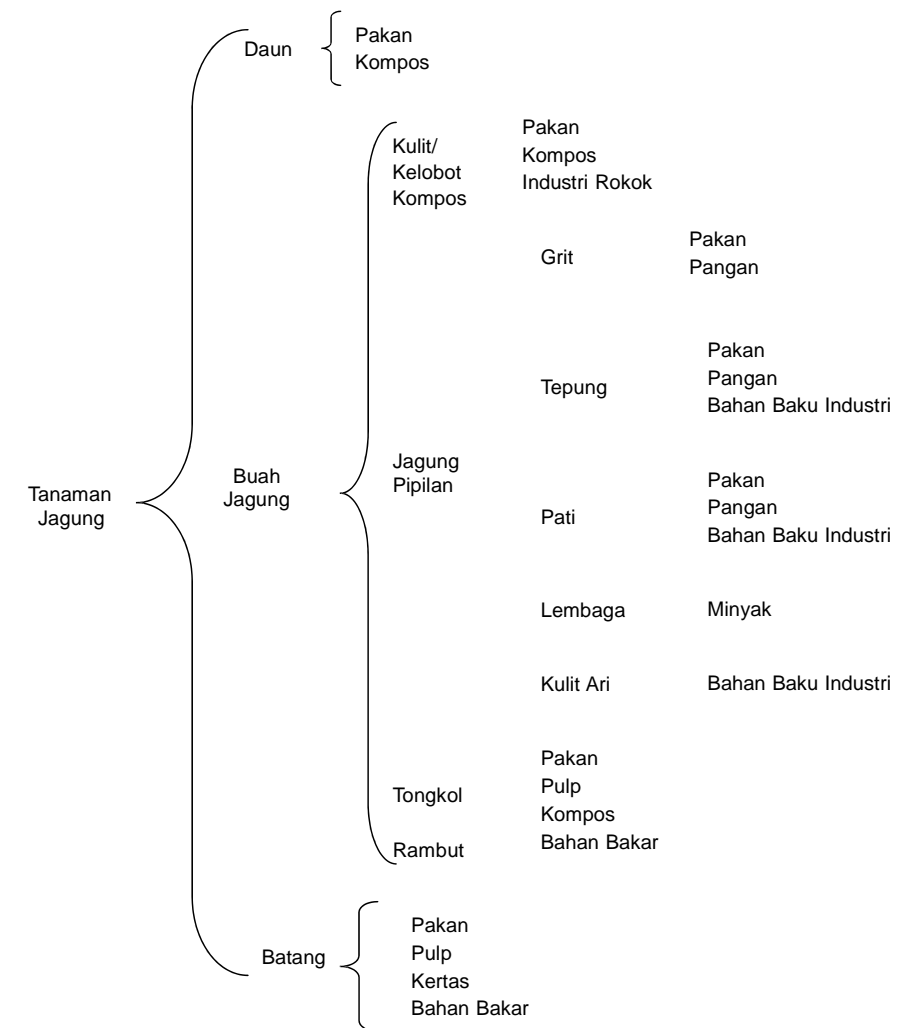 Daun
Pakan
Kompos
Kulit/
Kelobot
Kompos
Pakan
Kompos
Industri Rokok
Grit
Pakan
Pangan
Tepung
Pakan
Pangan
Bahan Baku Industri
Tanaman
Jagung
Buah
Jagung
Jagung
Pipilan
Pati
Pakan
Pangan
Bahan Baku Industri
Lembaga
Minyak
Kulit Ari
Bahan Baku Industri
Tongkol
Pakan
Pulp
Kompos
Bahan Bakar
Rambut
Batang
Pakan
Pulp
Kertas
Bahan Bakar